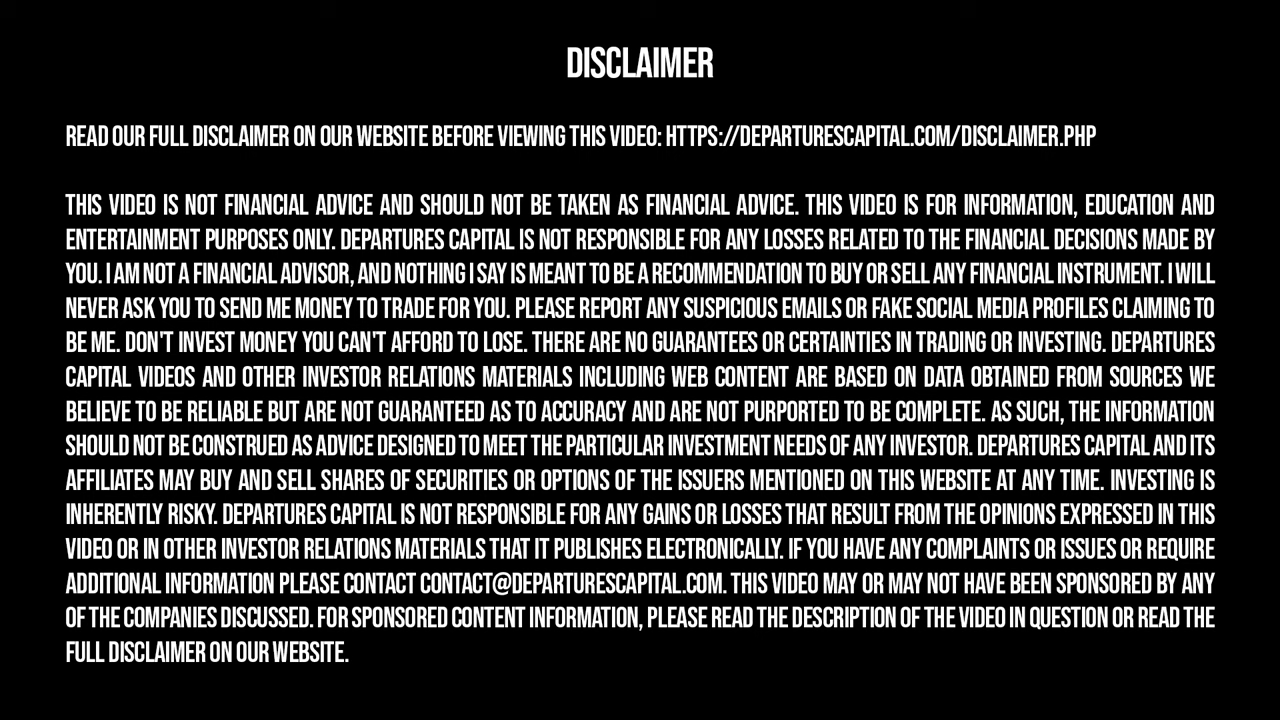 DISCLAIMER
READ OUR FULL DISCLAIMER ON OUR WEBSITE BEFORE VIEWING THIS VIDEO: HTTPS://DEPARTURESCAPITAL.COM/DISCLAIMER.PHP
THIS VIDEO IS NOT FINANCIAL ADVICE AND SHOULD NOT BE TAKEN AS FINANCIAL ADVICE. THIS VIDEO IS FOR INFORMATION, EDUCATION AND
ENTERTAINMENT PURPOSES ONLY. DEPARTURES CAPITAL IS NOT RESPONSIBLE FOR ANY LOSSES RELATED TO THE FINANCIAL DECISIONS MADE BY
YOU. I AM NOT A FINANCIAL ADVISOR, AND NOTHING I SAY IS MEANT TO BE A RECOMMENDATION TO BUY OR SELL ANY FINANCIAL INSTRUMENT. I WILL
NEVER ASK YOU TO SEND ME MONEY TO TRADE FOR YOU. PLEASE REPORT ANY SUSPICIOUS EMAILS OR FAKE SOCIAL MEDIA PROFILES CLAIMING TO
BE ME. DON'T INVEST MONEY YOU CAN'T AFFORD TO LOSE. THERE ARE NO GUARANTEES OR CERTAINTIES IN TRADING OR INVESTING. DEPARTURES
CAPITAL VIDEOS AND OTHER INVESTOR RELATIONS MATERIALS INCLUDING WEB CONTENT ARE BASED ON DATA OBTAINED FROM SOURCES WE
BELIEVE TO BE RELIABLE BUT ARE NOT GUARANTEED AS TO ACCURACY AND ARE NOT PURPORTED TO BE COMPLETE. AS SUCH, THE INFORMATION
SHOULD NOT BE CONSTRUED AS ADVICE DESIGNED TO MEET THE PARTICULAR INVESTMENT NEEDS OF ANY INVESTOR. DEPARTURES CAPITAL AND ITS
AFFILIATES MAY BUY AND SELL SHARES OF SECURITIES OR OPTIONS OF THE ISSUERS MENTIONED ON THIS WEBSITE AT ANY TIME. INVESTING IS
INHERENTLY RISKY. DEPARTURES CAPITAL IS NOT RESPONSIBLE FOR ANY GAINS OR LOSSES THAT RESULT FROM THE OPINIONS EXPRESSED IN THIS
VIDEO OR IN OTHER INVESTOR RELATIONS MATERIALS THAT IT PUBLISHES ELECTRONICALLY. IF YOU HAVE ANY COMPLAINTS OR ISSUES OR REQUIRE
ADDITIONAL INFORMATION PLEASE CONTACT CONTACT@DEPARTURESCAPITAL.COM. THIS VIDEO MAY OR MAY NOT HAVE BEEN SPONSORED BY ANY
OF THE COMPANIES DISCUSSED. FOR SPONSORED CONTENT INFORMATION, PLEASE READ THE DESCRIPTION OF THE VIDEO IN QUESTION OR READ THE
FULL DISCLAIMER ON OUR WEBSITE.